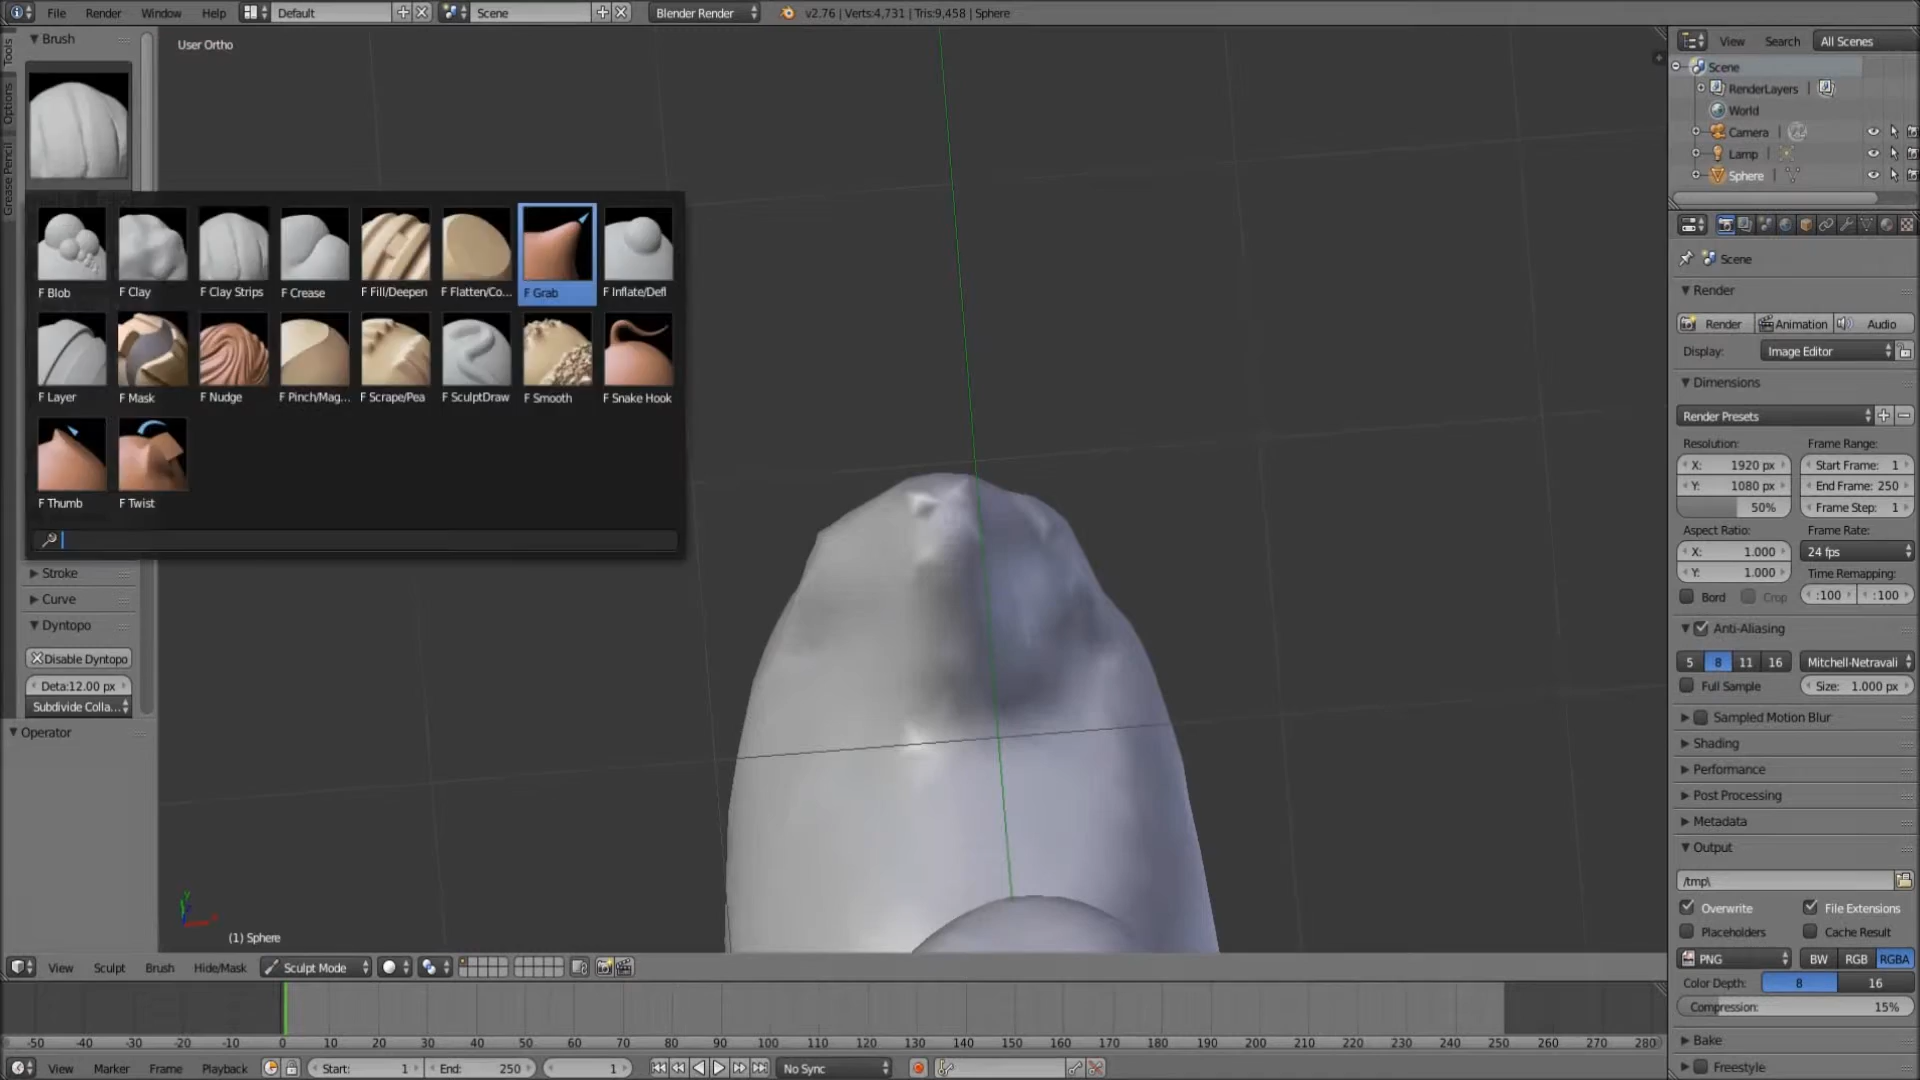 File Render Window Help Default Scene Blender Render v2.76 | Verts:4,731 | Tris:9,458 | Sphere
Tools
Options
Grease Pencil
Brush
User Ortho
F Blob F Clay F Clay Strips F Crease F Fill/Deepen F Flatten/Co... F Grab F Inflate/Defl
F Layer F Mask F Nudge F Pinch/Mag... F Scrape/Pea F SculptDraw F Smooth F Snake Hook
F Thumb F Twist
Stroke
Curve
Dyntopo
Disable Dyntopo
Deta:12.00 px
Subdivide Colla...
Operator
(1) Sphere
View Sculpt Brush Hide/Mask Sculpt Mode
-50 -40 -30 -20 -10 0 10 20 30 40 50 60 70 80 90 100 110 120 130 140 150 160 170 180 190 200 210 220 230 240 250 260 270 280
View Marker Frame Playback Start: 1 End: 250 1 No Sync
View Search All Scenes
Scene
RenderLayers |
World
Camera |
Lamp |
Sphere |
Scene
Render
Render Animation Audio
Display: Image Editor
Dimensions
Render Presets
Resolution: Frame Range:
X: 1920 px Start Frame: 1
Y: 1080 px End Frame: 250
50% Frame Step: 1
Aspect Ratio: Frame Rate:
X: 1.000 24 fps
Y: 1.000 Time Remapping:
Bord Crop :100 :100
Anti-Aliasing
5 8 11 16 Mitchell-Netravali
Full Sample Size: 1.000 px
Sampled Motion Blur
Shading
Performance
Post Processing
Metadata
Output
/tmp\
Overwrite File Extensions
Placeholders Cache Result
PNG BW RGB RGBA
Color Depth: 8 16
Compression: 15%
Bake
Freestyle